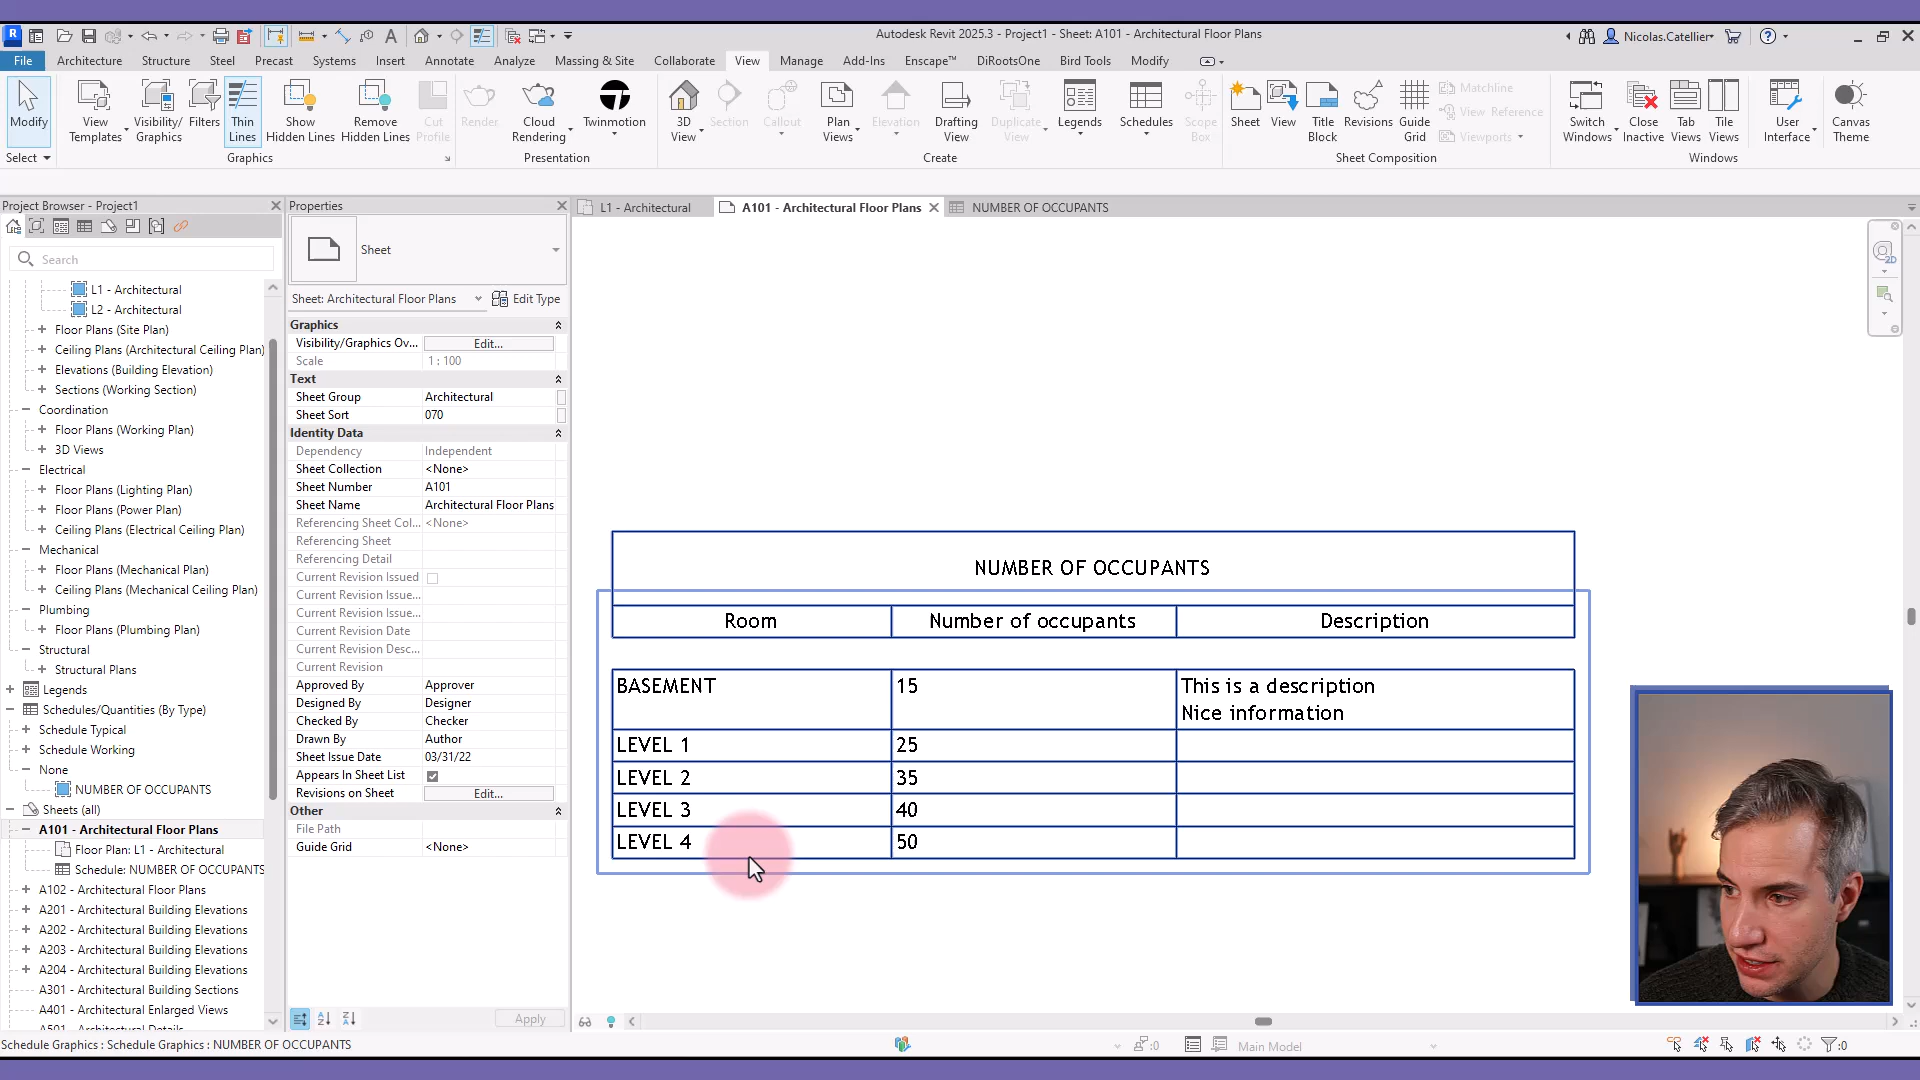 Autodesk Revit 2025.3 - Project1 - Sheet: A101 - Architectural Floor Plans
Nicolas.Catellier
File Architecture Structure Steel Precast Systems Insert Annotate Analyze Massing & Site Collaborate View Manage Add-Ins Enscape™ DiRootsOne Bird Tools Modify
Modify
View Templates
Visibility/ Graphics
Filters
Thin Lines
Show Hidden Lines
Remove Hidden Lines
Cut Profile
Render
Cloud Rendering
Twinmotion
3D View
Section
Callout
Plan Views
Elevation
Drafting View
Duplicate View
Legends
Schedules
Scope Box
Sheet
View
Title Block
Revisions
Guide Grid
Matchline
View Reference
Viewports
Switch Windows
Close Inactive
Tab Views
Tile Views
User Interface
Canvas Theme
Select
Graphics
Presentation
Create
Sheet Composition
Windows
Project Browser - Project1
Search
L1 - Architectural
L2 - Architectural
Floor Plans (Site Plan)
Ceiling Plans (Architectural Ceiling Plan)
Elevations (Building Elevation)
Sections (Working Section)
Coordination
Floor Plans (Working Plan)
3D Views
Electrical
Floor Plans (Lighting Plan)
Floor Plans (Power Plan)
Ceiling Plans (Electrical Ceiling Plan)
Mechanical
Floor Plans (Mechanical Plan)
Ceiling Plans (Mechanical Ceiling Plan)
Plumbing
Floor Plans (Plumbing Plan)
Structural
Structural Plans
Legends
Schedules/Quantities (By Type)
Schedule Typical
Schedule Working
None
NUMBER OF OCCUPANTS
Sheets (all)
A101 - Architectural Floor Plans
Floor Plan: L1 - Architectural
Schedule: NUMBER OF OCCUPANTS
A102 - Architectural Floor Plans
A201 - Architectural Building Elevations
A202 - Architectural Building Elevations
A203 - Architectural Building Elevations
A204 - Architectural Building Elevations
A301 - Architectural Building Sections
A401 - Architectural Enlarged Views
A501 - Architectural Details
Properties
Sheet
Sheet: Architectural Floor Plans
Edit Type
Graphics
Visibility/Graphics Ov... Edit...
Scale 1 : 100
Text
Sheet Group Architectural
Sheet Sort 070
Identity Data
Dependency Independent
Sheet Collection <None>
Sheet Number A101
Sheet Name Architectural Floor Plans
Referencing Sheet Col... <None>
Referencing Sheet
Referencing Detail
Current Revision Issued
Current Revision Issue...
Current Revision Issue...
Current Revision Date
Current Revision Desc...
Current Revision
Approved By Approver
Designed By Designer
Checked By Checker
Drawn By Author
Sheet Issue Date 03/31/22
Appears In Sheet List
Revisions on Sheet Edit...
Other
File Path
Guide Grid <None>
Apply
L1 - Architectural
A101 - Architectural Floor Plans
NUMBER OF OCCUPANTS
2D
NUMBER OF OCCUPANTS
Room Number of occupants Description
BASEMENT 15 This is a description
Nice information
LEVEL 1 25
LEVEL 2 35
LEVEL 3 40
LEVEL 4 50
Schedule Graphics : Schedule Graphics : NUMBER OF OCCUPANTS
:0
Main Model
:0